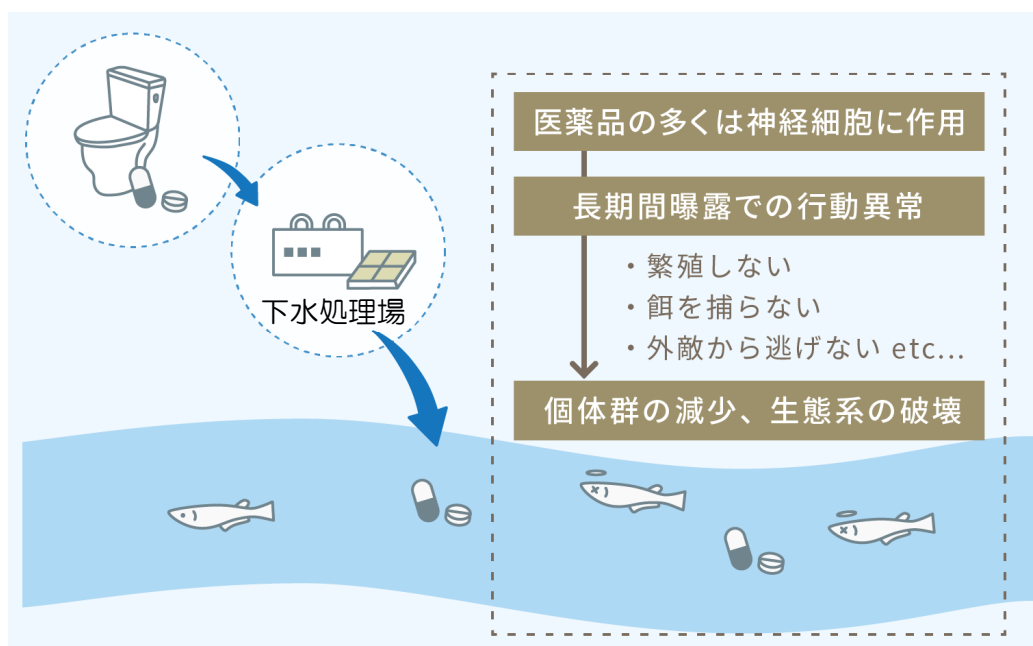 医薬品の多くは神経細胞に作用
長期間曝露での行動異常
・繁殖しない
・餌を捕らない
・外敵から逃げない etc...
個体群の減少、生態系の破壊
下水処理場